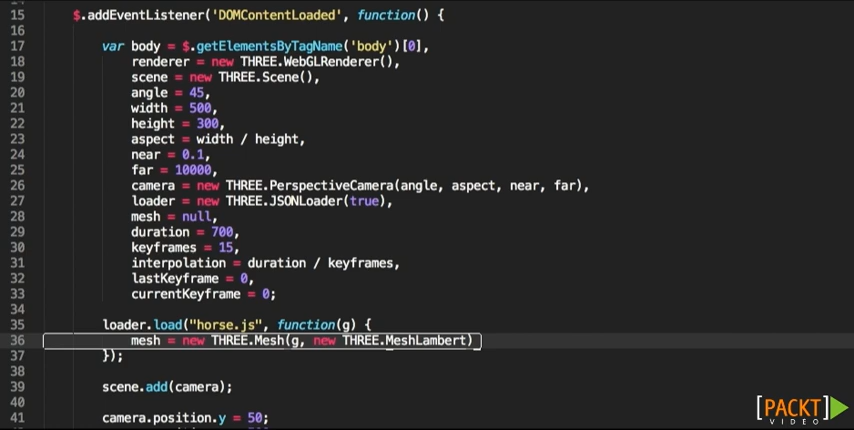 15 $.addEventListener('DOMContentLoaded', function() {
16
17 var body = $.getElementsByTagName('body')[0],
18 renderer = new THREE.WebGLRenderer(),
19 scene = new THREE.Scene(),
20 angle = 45,
21 width = 500,
22 height = 300,
23 aspect = width / height,
24 near = 0.1,
25 far = 10000,
26 camera = new THREE.PerspectiveCamera(angle, aspect, near, far),
27 loader = new THREE.JSONLoader(true),
28 mesh = null,
29 duration = 700,
30 keyframes = 15,
31 interpolation = duration / keyframes,
32 lastKeyframe = 0,
33 currentKeyframe = 0;
34
35 loader.load("horse.js", function(g) {
36 mesh = new THREE.Mesh(g, new THREE.MeshLambert)
37 });
38
39 scene.add(camera);
40
41 camera.position.y = 50;
[PACKT]
VIDEO